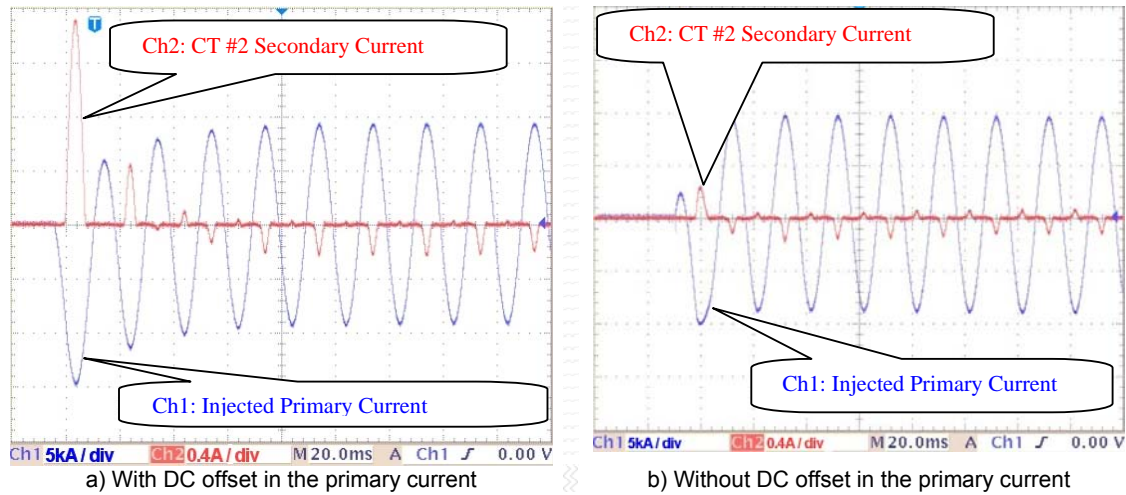 T
Ch2: CT #2 Secondary Current
Ch1: Injected Primary Current
Ch1 5kA / div Ch2 0.4A / div M 20.0ms A Ch1 ∫ 0.00 V
a) With DC offset in the primary current
Ch2: CT #2 Secondary Current
Ch1: Injected Primary Current
Ch1 5kA / div Ch2 0.4A / div M 20.0ms A Ch1 ∫ 0.00 V
b) Without DC offset in the primary current